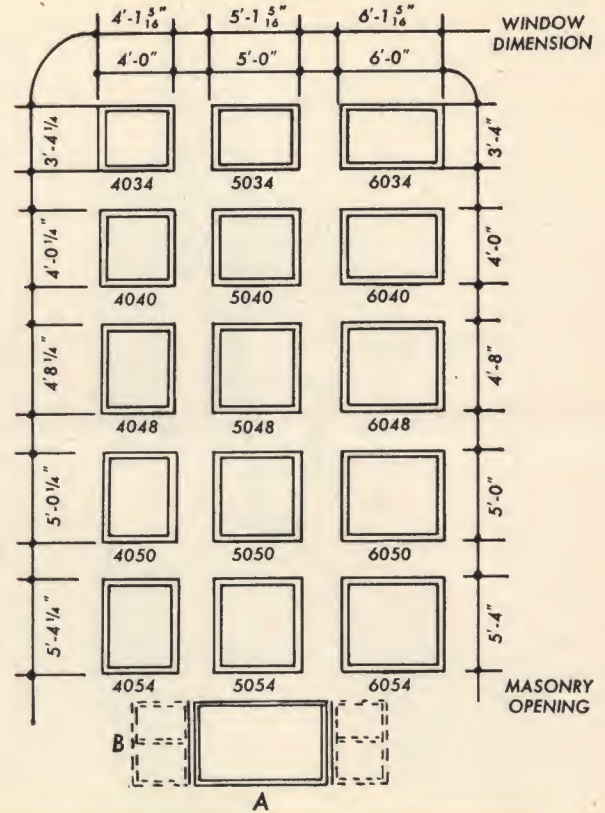 4'-1 5/16" 5'-1 5/16" 6'-1 5/16" WINDOW DIMENSION
4'-0" 5'-0" 6'-0"
3'-4 1/4" 3'-4"
4034 5034 6034
4'-0 1/4" 4'-0"
4040 5040 6040
4'8 1/4" 4'-8"
4048 5048 6048
5'-0 1/4" 5'-0"
4050 5050 6050
5'-4 1/4" 5'-4"
4054 5054 6054
MASONRY
OPENING
B
A